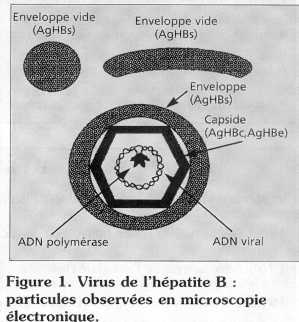 Enveloppe vide
(AgHBs)
Enveloppe vide
(AgHBs)
Enveloppe
(AgHBs)
Capside
(AgHBc,AgHBe)
ADN polymérase
ADN viral
Figure 1. Virus de l'hépatite B :
particules observées en microscopie
électronique.